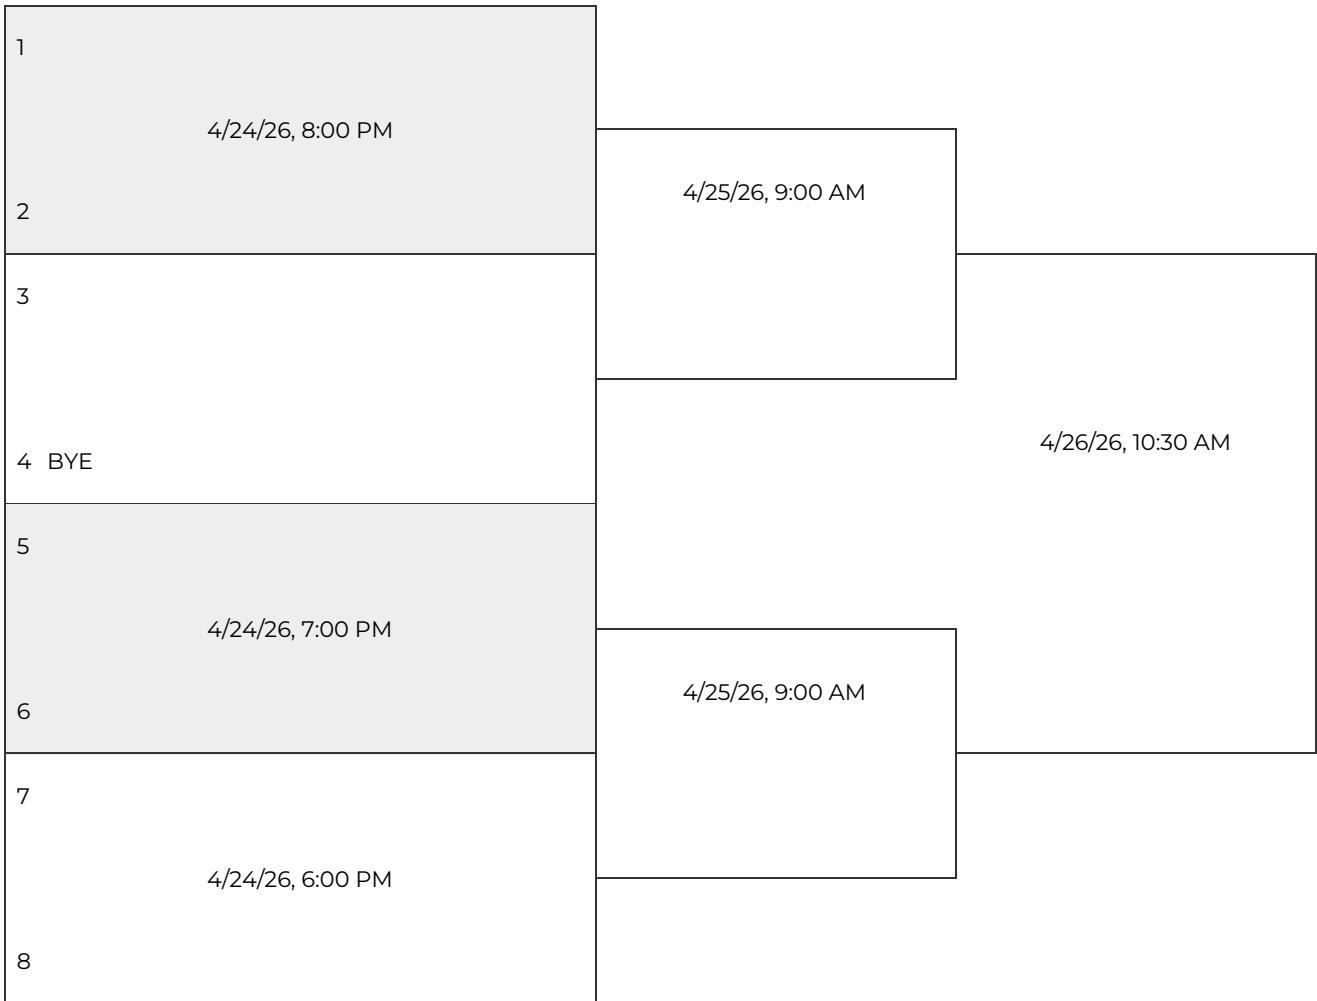 1
4/24/26, 8:00 PM
4/25/26, 9:00 AM
2
3
4/26/26, 10:30 AM
4 BYE
5
4/24/26, 7:00 PM
4/25/26, 9:00 AM
6
7
4/24/26, 6:00 PM
8